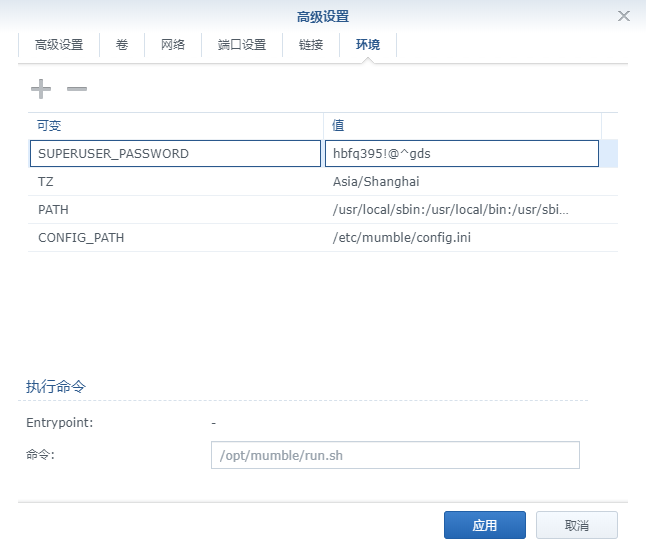 高级设置
高级设置 卷 网络 端口设置 链接 环境
可变 值
SUPERUSER_PASSWORD hbfq395!@^gds
TZ Asia/Shanghai
PATH /usr/local/sbin:/usr/local/bin:/usr/sbi...
CONFIG_PATH /etc/mumble/config.ini
执行命令
Entrypoint: -
命令: /opt/mumble/run.sh
应用 取消